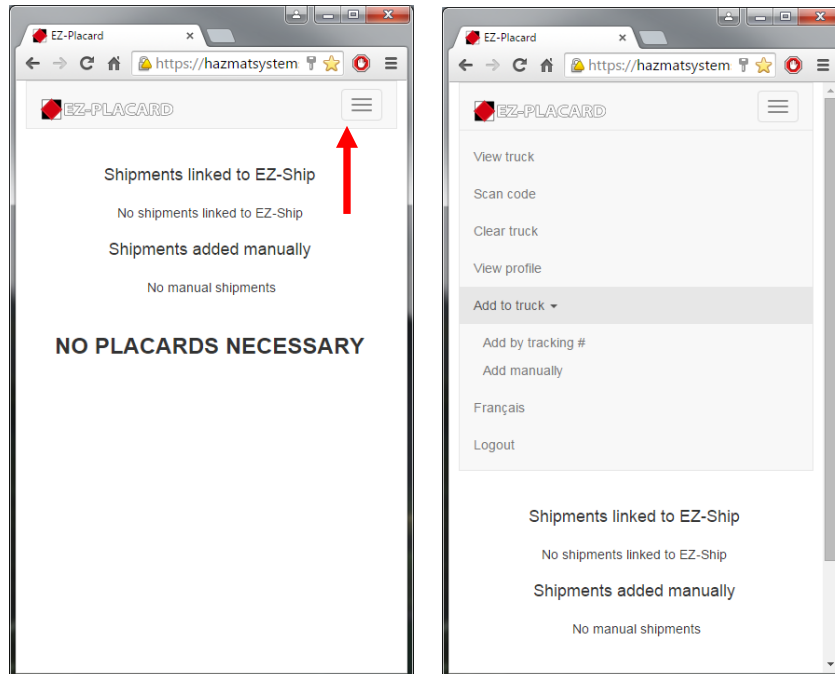 EZ-Placard
https://hazmatsystem
EZ-PLACARD
Shipments linked to EZ-Ship
No shipments linked to EZ-Ship
Shipments added manually
No manual shipments
NO PLACARDS NECESSARY
EZ-Placard
https://hazmatsystem
EZ-PLACARD
View truck
Scan code
Clear truck
View profile
Add to truck
Add by tracking #
Add manually
Français
Logout
Shipments linked to EZ-Ship
No shipments linked to EZ-Ship
Shipments added manually
No manual shipments